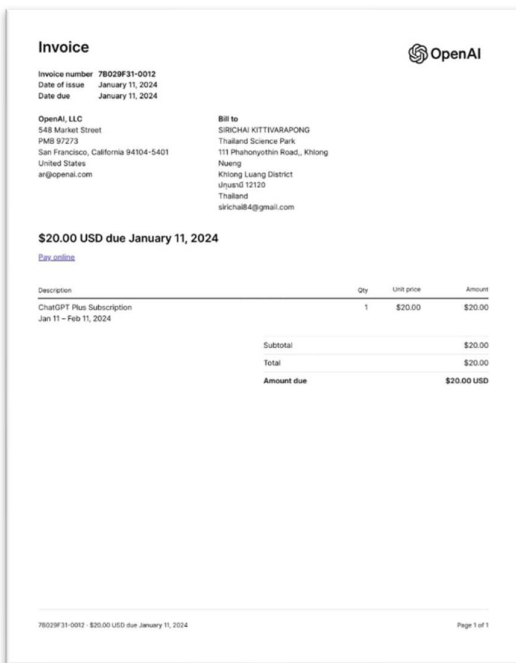 Invoice
OpenAI
Invoice number 7B029F31-0012
Date of issue January 11, 2024
Date due January 11, 2024
OpenAI, LLC
548 Market Street
PMB 97273
San Francisco, California 94104-5401
United States
ar@openai.com
Bill to
SIRICHAI KITTIVARAPONG
Thailand Science Park
111 Phahonyothin Road,, Khlong
Nueng
Khlong Luang District
ปทุมธานี 12120
Thailand
sirichai84@gmail.com
$20.00 USD due January 11, 2024
Pay online
Description Qty Unit price Amount
ChatGPT Plus Subscription 1 $20.00 $20.00
Jan 11 – Feb 11, 2024
Subtotal $20.00
Total $20.00
Amount due $20.00 USD
7B029F31-0012 · $20.00 USD due January 11, 2024 Page 1 of 1